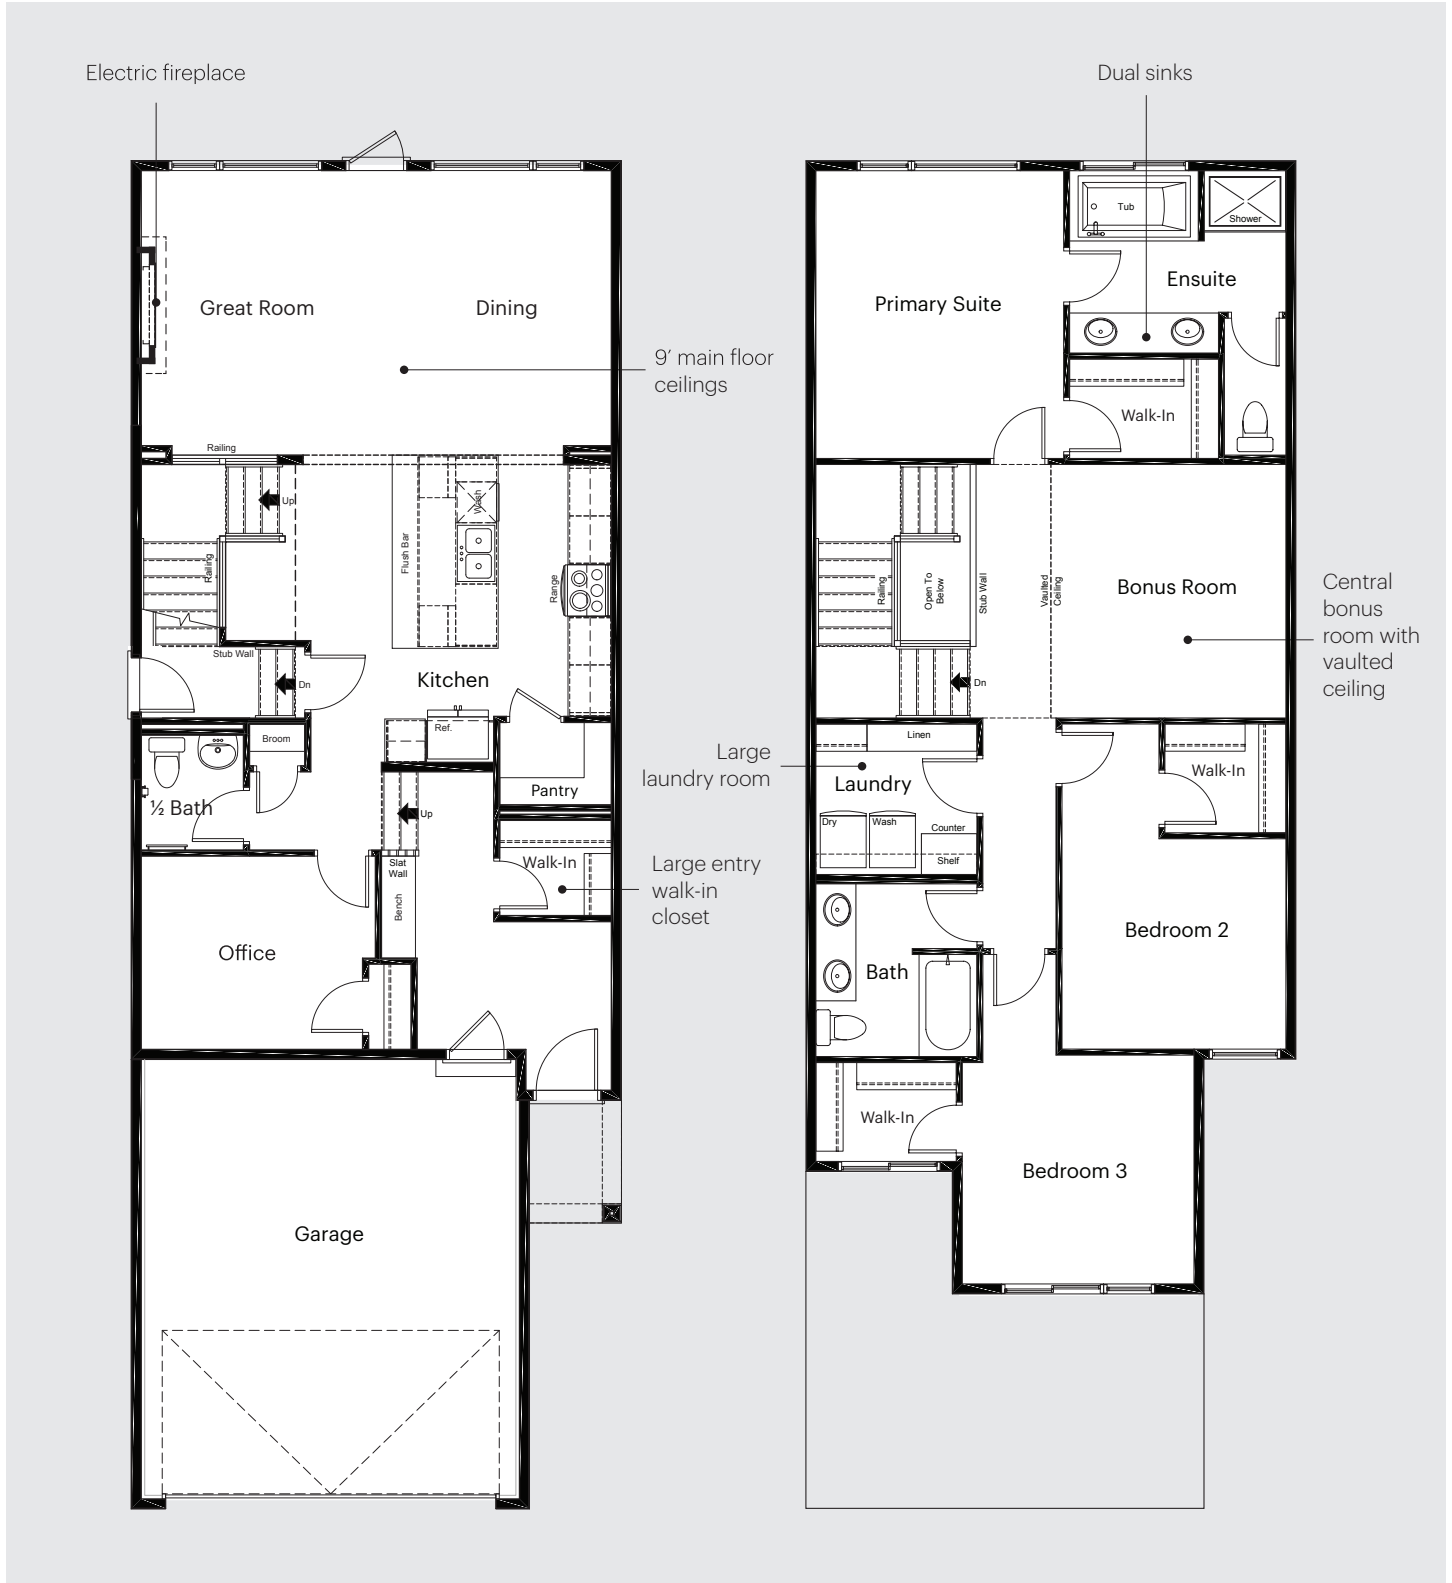 Electric fireplace
Great Room
Dining
9’ main floor
ceilings
Railing
Up
Railing
Flush Bar
Wash
Range
Stub Wall
Dn
Kitchen
Ref.
Broom
Pantry
½ Bath
Up
Slat
Wall
Walk-In
Large entry
walk-in
closet
Bench
Office
Garage
Dual sinks
Tub
Shower
Ensuite
Primary Suite
Walk-In
Railing
Open To
Below
Stub Wall
Vaulted
Ceiling
Bonus Room
Central
bonus
room with
vaulted
ceiling
Dn
Linen
Large
laundry room
Laundry
Walk-In
Dry
Wash
Counter
Shelf
Bedroom 2
Bath
Walk-In
Bedroom 3